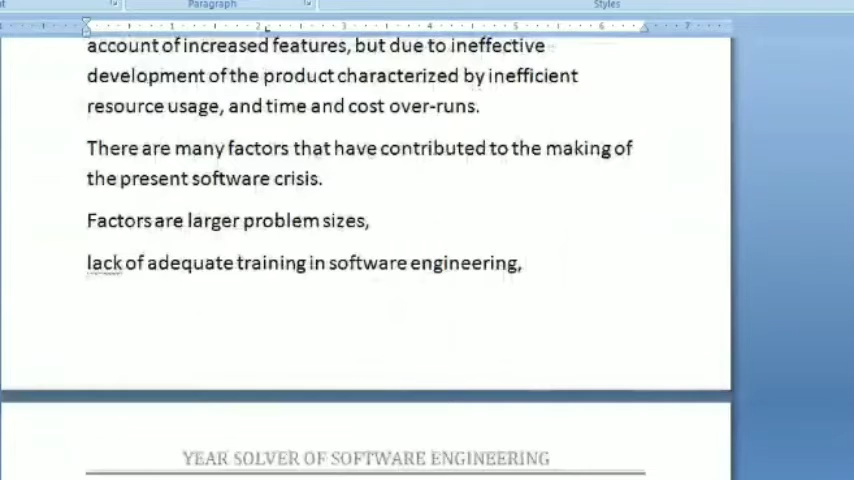 Paragraph
Styles
account of increased features, but due to ineffective
development of the product characterized by inefficient
resource usage, and time and cost over-runs.
There are many factors that have contributed to the making of
the present software crisis.
Factors are larger problem sizes,
lack of adequate training in software engineering,
YEAR SOLVER OF SOFTWARE ENGINEERING